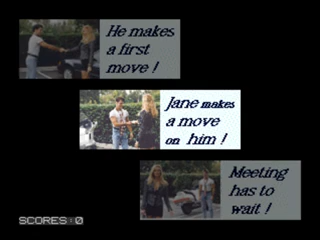 He makes
a first
move !
Jane makes
a move
on him !
Meeting
has to
wait !
SCORES:0